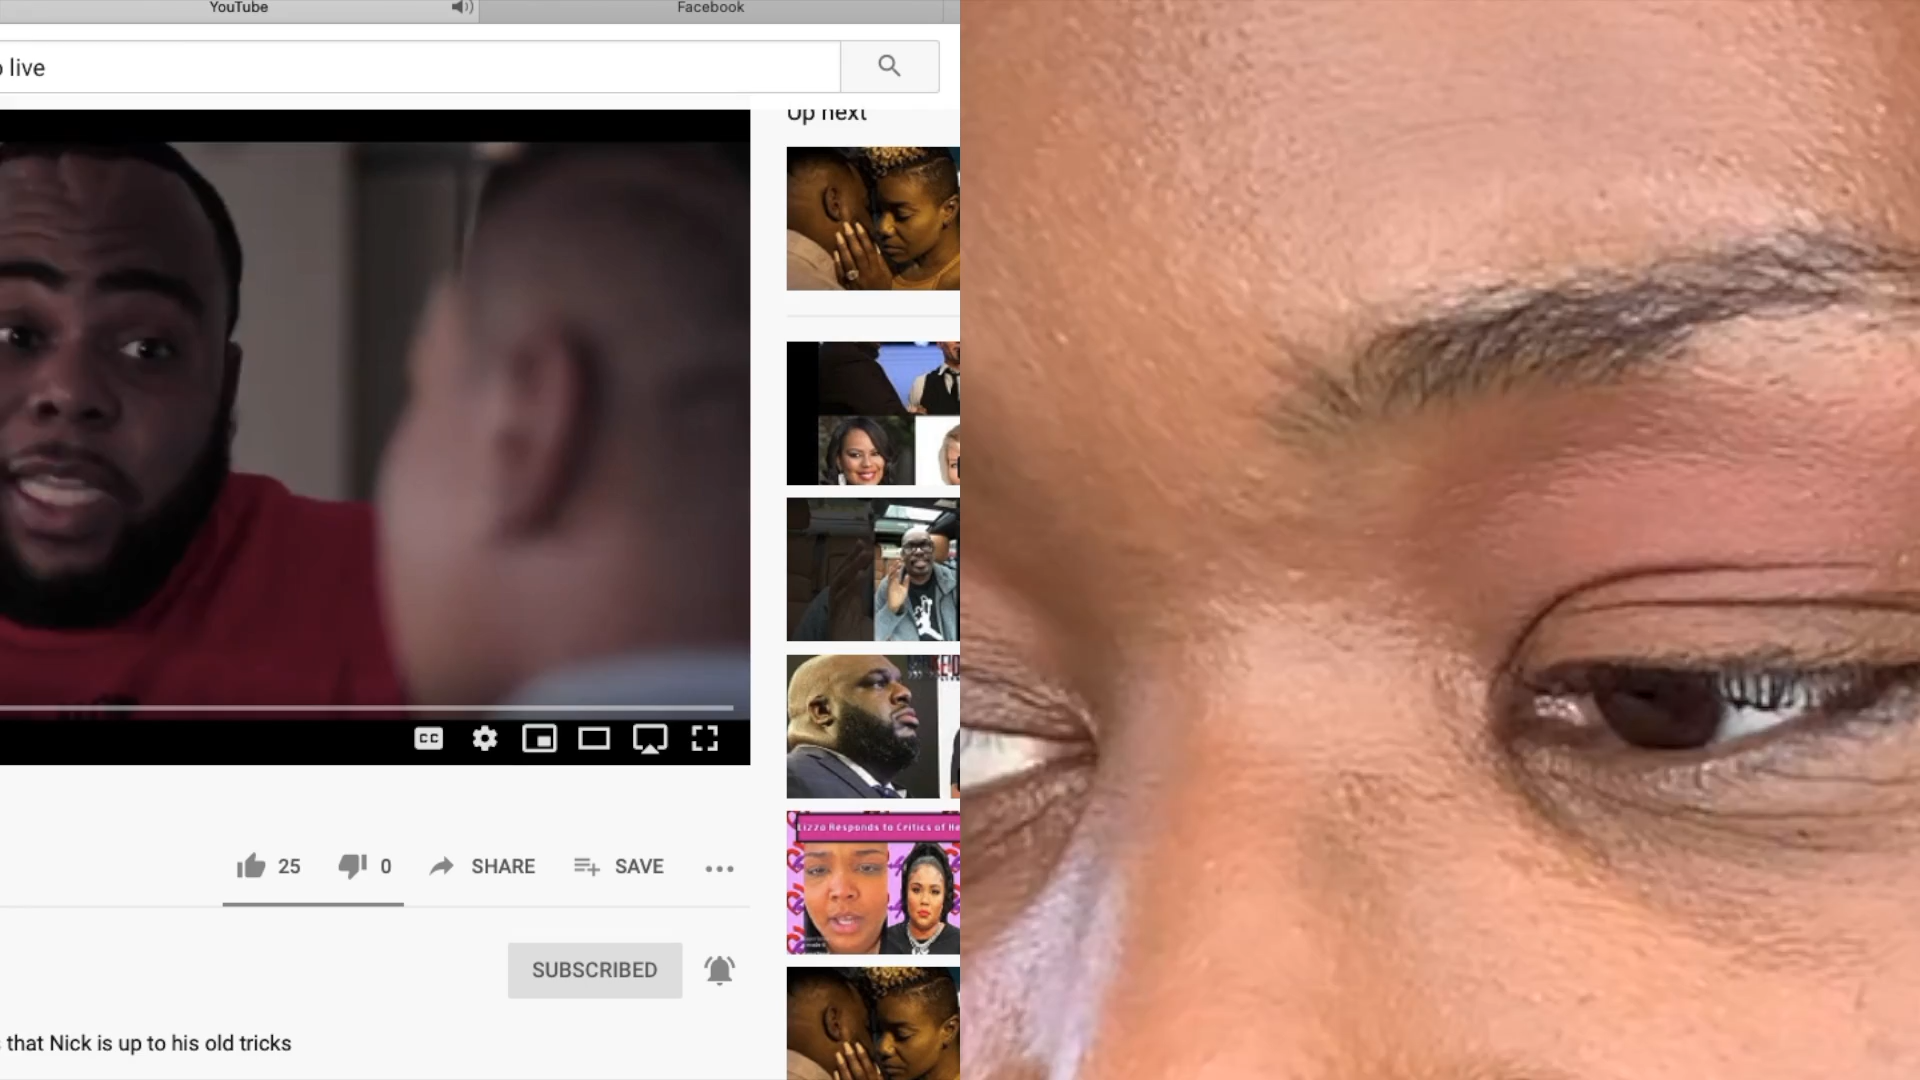 YouTube
Facebook
live
Up next
CC
25
0
SHARE
SAVE
Lizzo Responds to Critics of He
SUBSCRIBED
that Nick is up to his old tricks